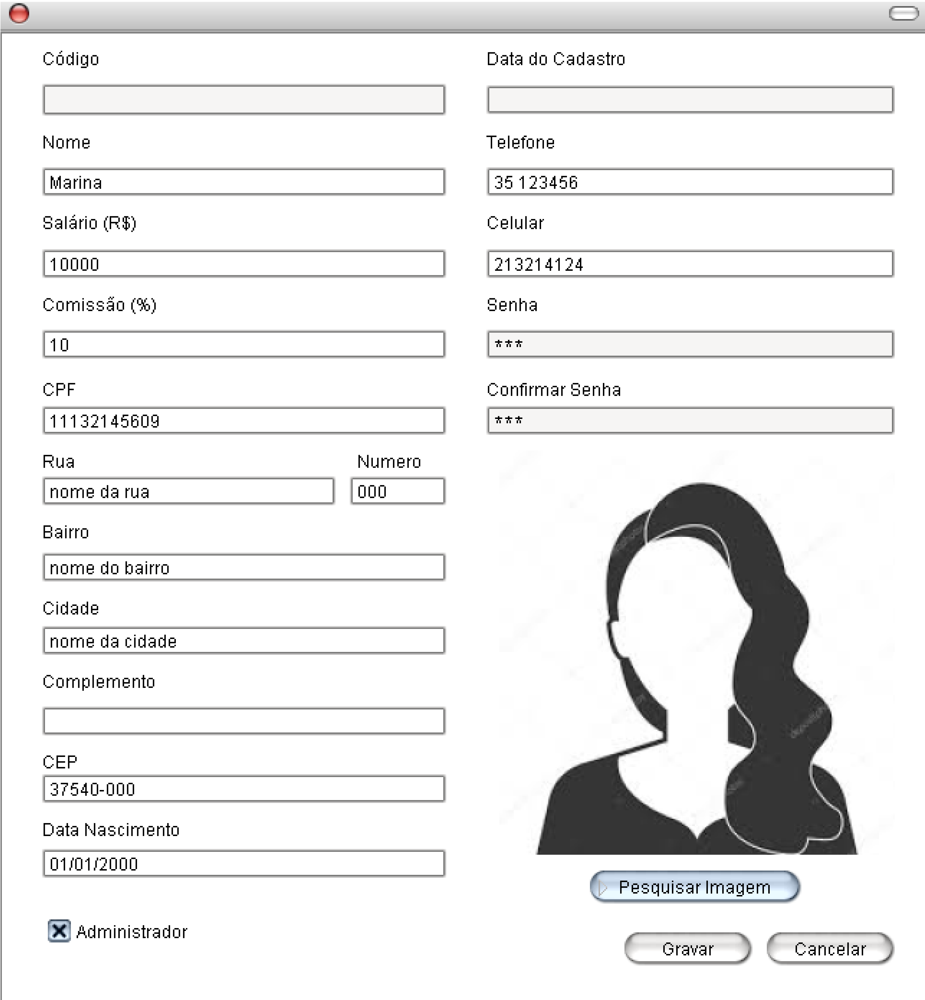 Código Data do Cadastro
Nome Telefone
Marina 35 123456
Salário (R$) Celular
10000 213214124
Comissão (%) Senha
10 ***
CPF Confirmar Senha
11132145609 ***
Rua Numero
nome da rua 000
Bairro
nome do bairro
Cidade
nome da cidade
Complemento
CEP
37540-000
Data Nascimento
01/01/2000
Pesquisar Imagem
Administrador
Gravar Cancelar